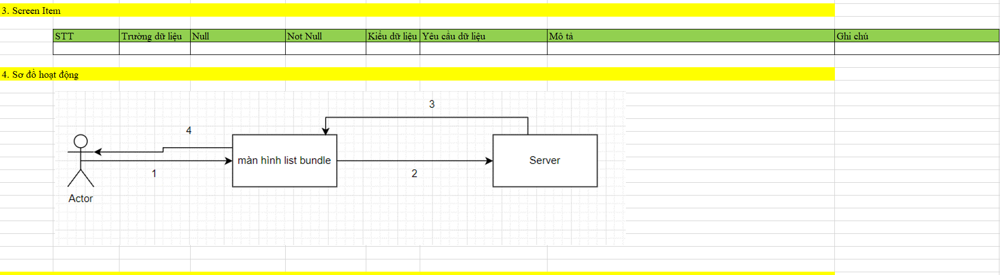 3. Screen Item
STT Trường dữ liệu Null Not Null Kiểu dữ liệu Yêu cầu dữ liệu Mô tả Ghi chú
4. Sơ đồ hoạt động
3
4
màn hình list bundle
Server
1
2
Actor